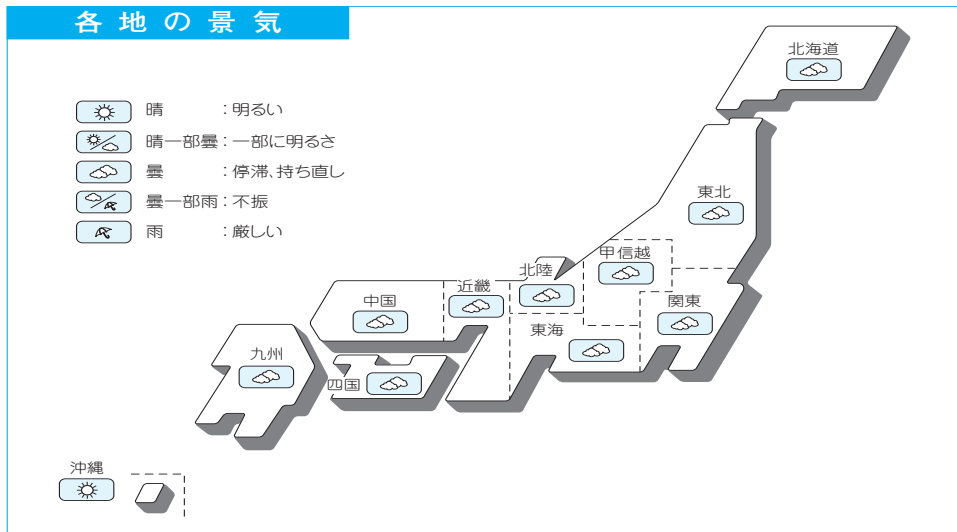 各地の景気
晴　：明るい
晴一部曇：一部に明るさ
曇　：停滞、持ち直し
曇一部雨：不振
雨　：厳しい
北海道
東北
甲信越
北陸
近畿
中国
関東
東海
九州
四国
沖縄